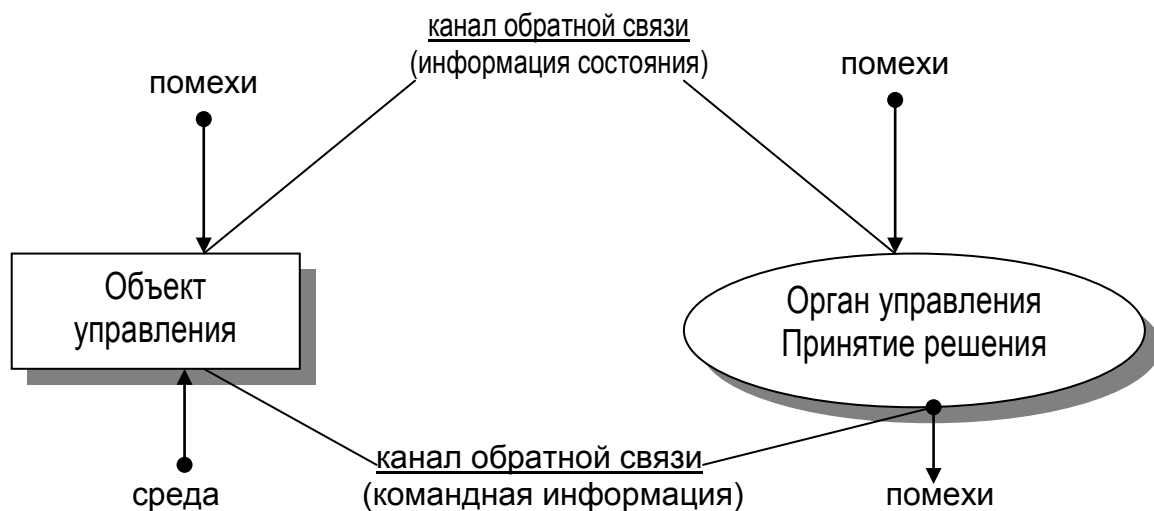 канал обратной связи
(информация состояния)
помехи
помехи
Объект
управления
Орган управления
Принятие решения
канал обратной связи
(командная информация)
среда
помехи